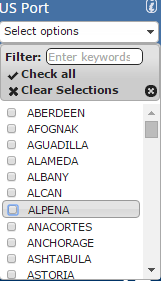 US Port
Select options
Filter: Enter keywords
Check all
Clear Selections
ABERDEEN
AFOGNAK
AGUADILLA
ALAMEDA
ALBANY
ALCAN
ALPENA
ANACORTES
ANCHORAGE
ASHTABULA
ASTORIA